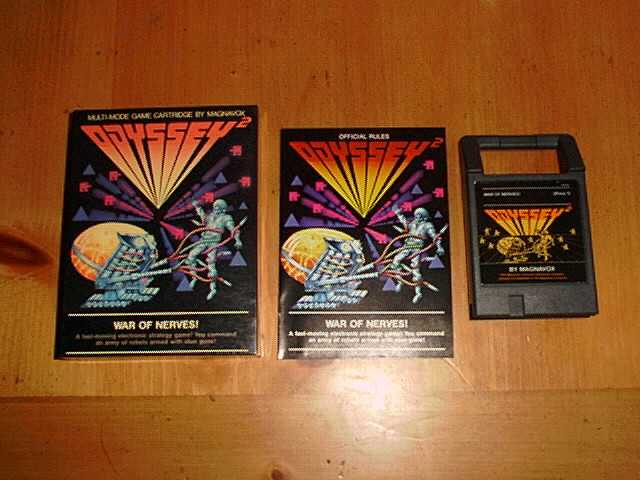 MULTI-MODE GAME CARTRIDGE BY MAGNAVOX
ODYSSEY²
WAR OF NERVES!
A fast-moving electronic strategy game! You command
an army of robots armed with stun guns!
OFFICIAL RULES
ODYSSEY²
WAR OF NERVES!
A fast-moving electronic strategy game! You command
an army of robots armed with stun guns!
WAR OF NERVES!
ODYSSEY²
BY MAGNAVOX